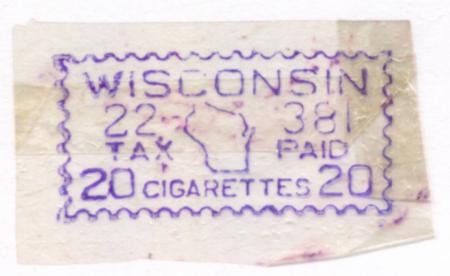 WISCONSIN
22 381
TAX PAID
20 CIGARETTES 20